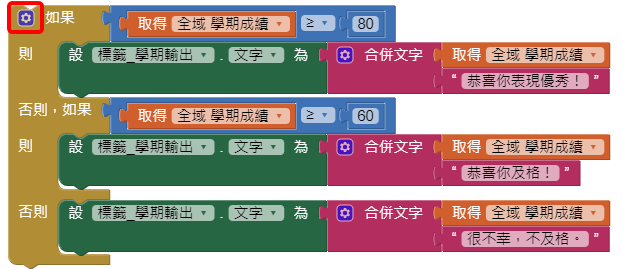 如果 取得 全域 學期成績 ≥ 80
則 設 標籤_學期輸出 . 文字 為 合併文字 取得 全域 學期成績
“ 恭喜你表現優秀！ ”
否則，如果 取得 全域 學期成績 ≥ 60
則 設 標籤_學期輸出 . 文字 為 合併文字 取得 全域 學期成績
“ 恭喜你及格！ ”
否則 設 標籤_學期輸出 . 文字 為 合併文字 取得 全域 學期成績
“ 很不幸，不及格。 ”